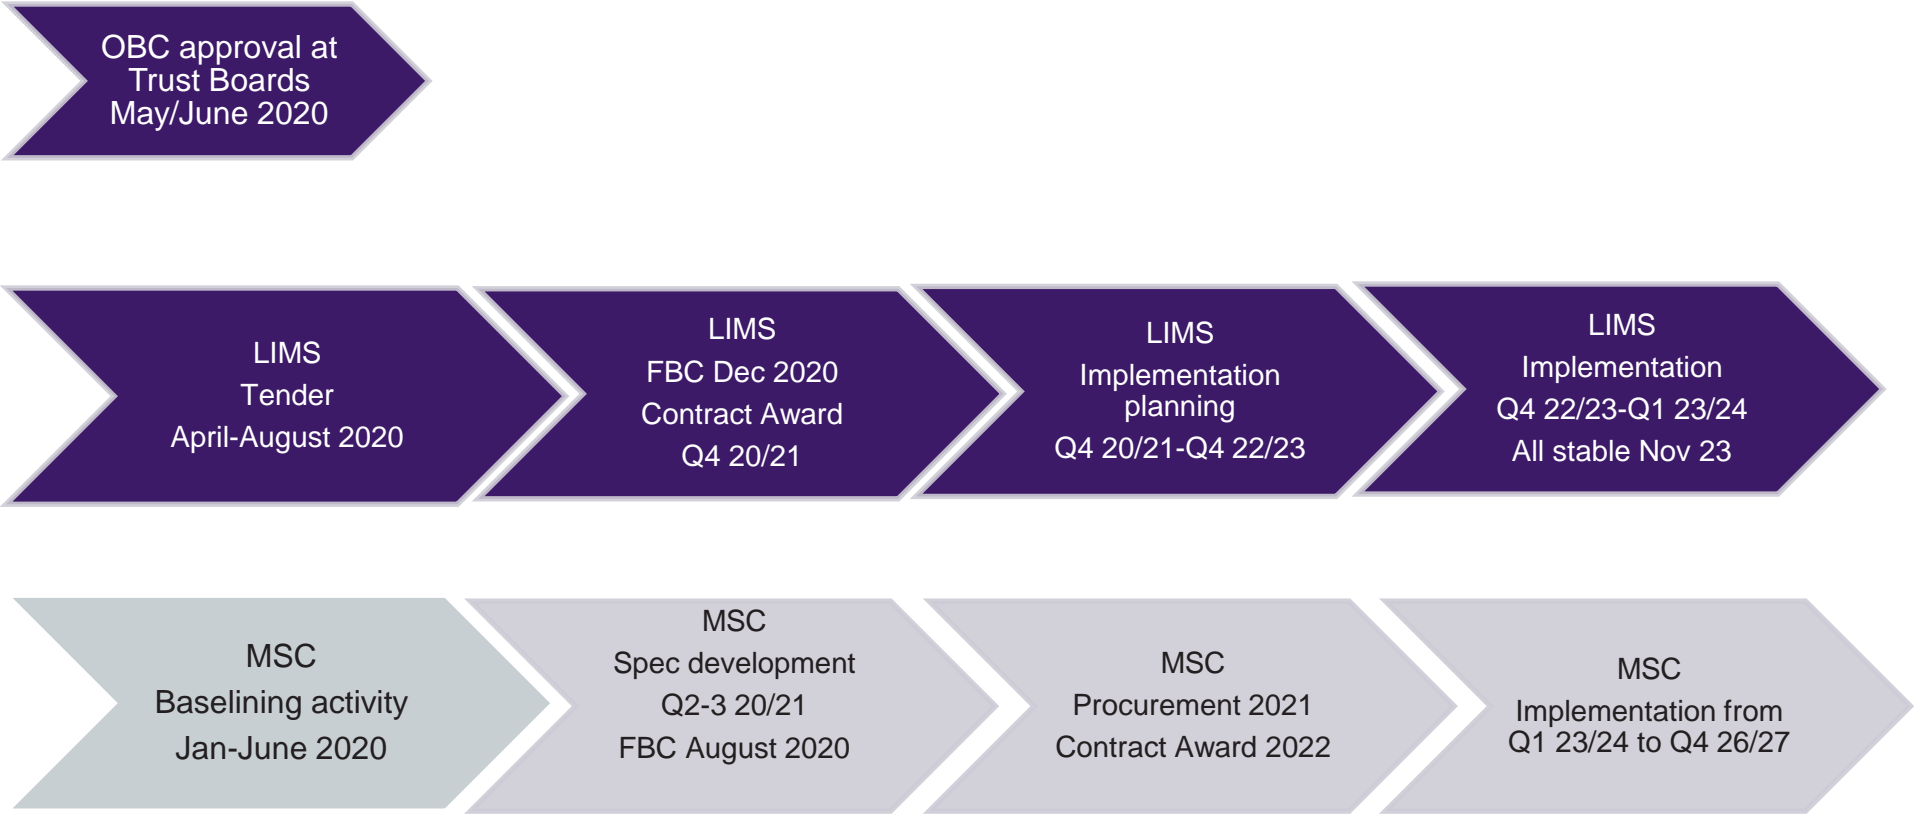 OBC approval at
Trust Boards
May/June 2020
LIMS
Tender
April-August 2020
LIMS
FBC Dec 2020
Contract Award
Q4 20/21
LIMS
Implementation
planning
Q4 20/21-Q4 22/23
LIMS
Implementation
Q4 22/23-Q1 23/24
All stable Nov 23
MSC
Baselining activity
Jan-June 2020
MSC
Spec development
Q2-3 20/21
FBC August 2020
MSC
Procurement 2021
Contract Award 2022
MSC
Implementation from
Q1 23/24 to Q4 26/27